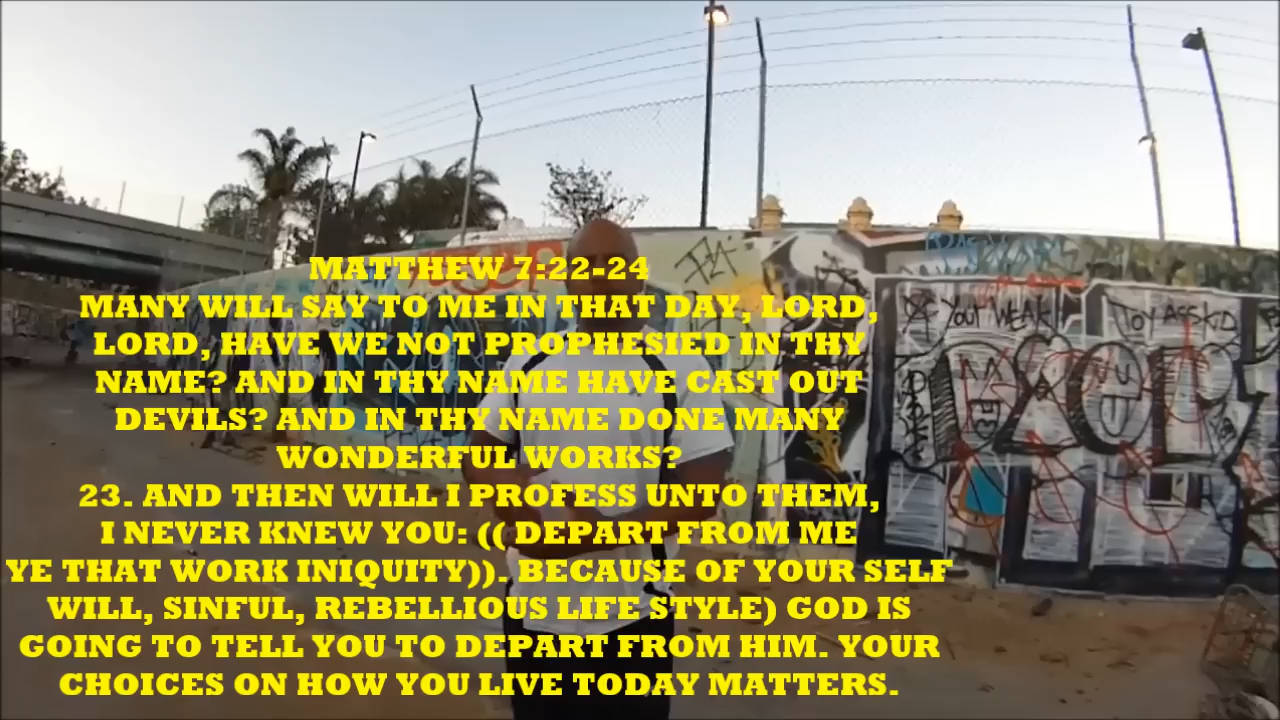 MATTHEW 7:22-24
MANY WILL SAY TO ME IN THAT DAY, LORD,
LORD, HAVE WE NOT PROPHESIED IN THY
NAME? AND IN THY NAME HAVE CAST OUT
DEVILS? AND IN THY NAME DONE MANY
WONDERFUL WORKS?
23. AND THEN WILL I PROFESS UNTO THEM,
I NEVER KNEW YOU: (( DEPART FROM ME
YE THAT WORK INIQUITY)). BECAUSE OF YOUR SELF
WILL, SINFUL, REBELLIOUS LIFE STYLE) GOD IS
GOING TO TELL YOU TO DEPART FROM HIM. YOUR
CHOICES ON HOW YOU LIVE TODAY MATTERS.
YOU WEAK!
TOY ASS KID